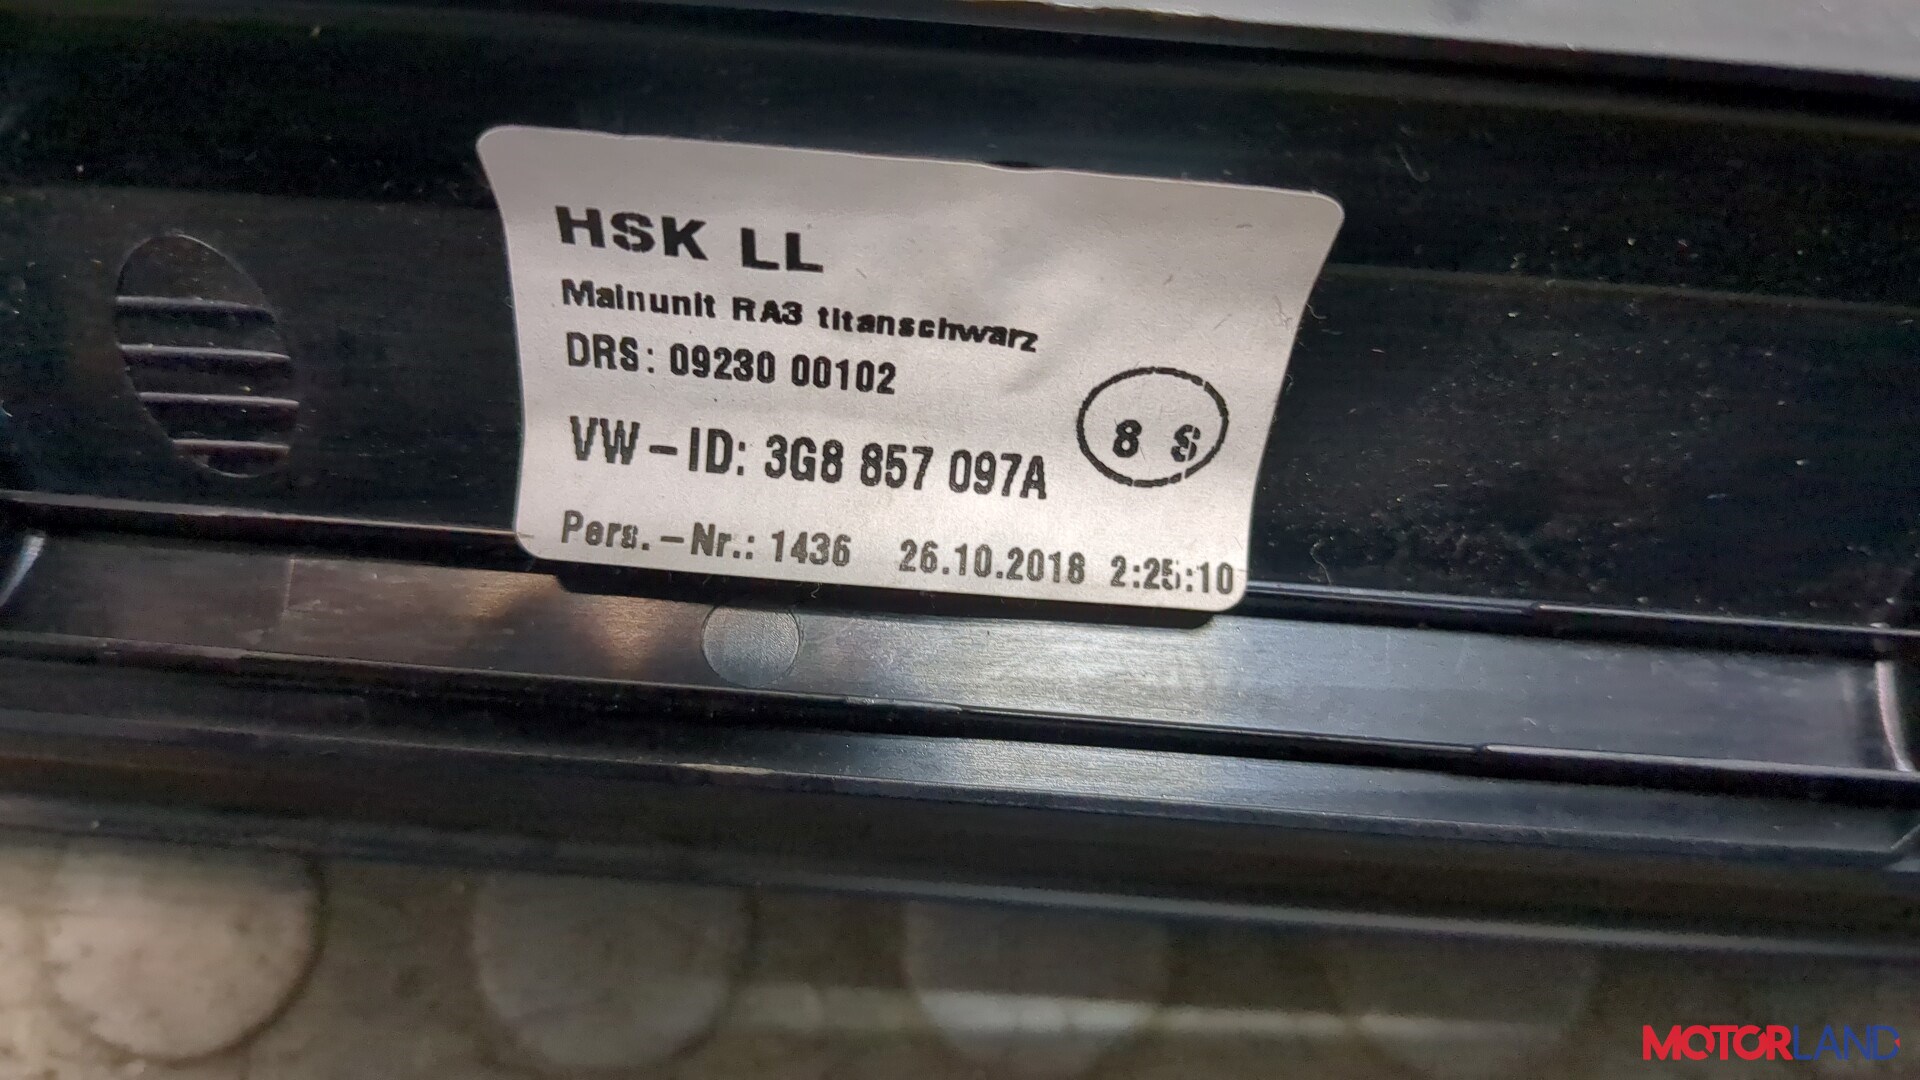 HSK LL
Mainunit RA3 titanschwarz
DRS: 09230 00102
8 8
VW-ID: 3G8 857 097A
Pers.-Nr.: 1436 26.10.2018 2:25:10
MOTORLAND